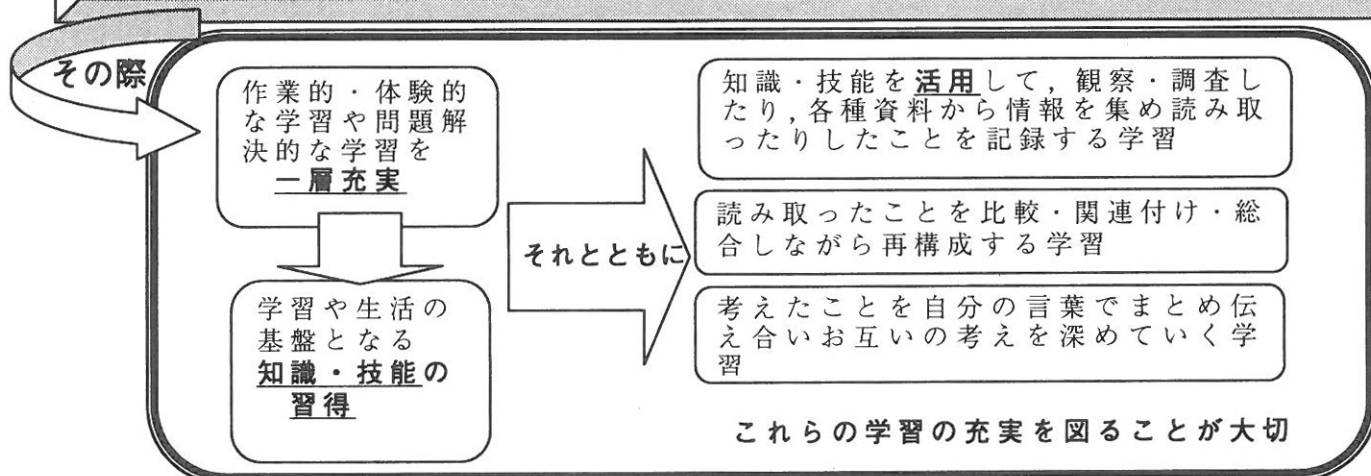 その際
作業的・体験的
な学習や問題解
決的な学習を
一層充実
学習や生活の
基盤となる
知識・技能の
習得
それとともに
知識・技能を活用して，観察・調査し
たり，各種資料から情報を集め読み取
ったりしたことを記録する学習
読み取ったことを比較・関連付け・総
合しながら再構成する学習
考えたことを自分の言葉でまとめ伝
え合いお互いの考えを深めていく学
習
これらの学習の充実を図ることが大切